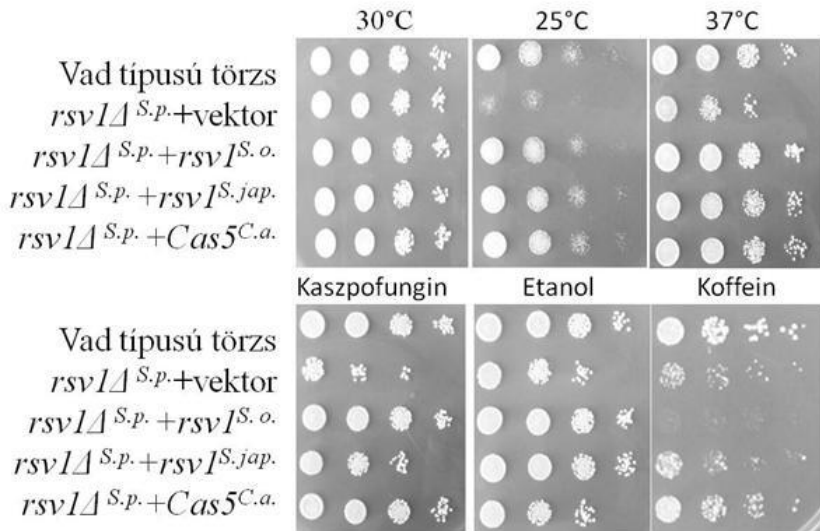 30°C 25°C 37°C
Vad típusú törzs
rsv1Δ S.p.+vektor
rsv1Δ S.p.+rsv1S.o.
rsv1Δ S.p.+rsv1S.jap.
rsv1Δ S.p.+Cas5C.a.
Kaszpofungin Etanol Koffein
Vad típusú törzs
rsv1Δ S.p.+vektor
rsv1Δ S.p.+rsv1S.o.
rsv1Δ S.p.+rsv1S.jap.
rsv1Δ S.p.+Cas5C.a.